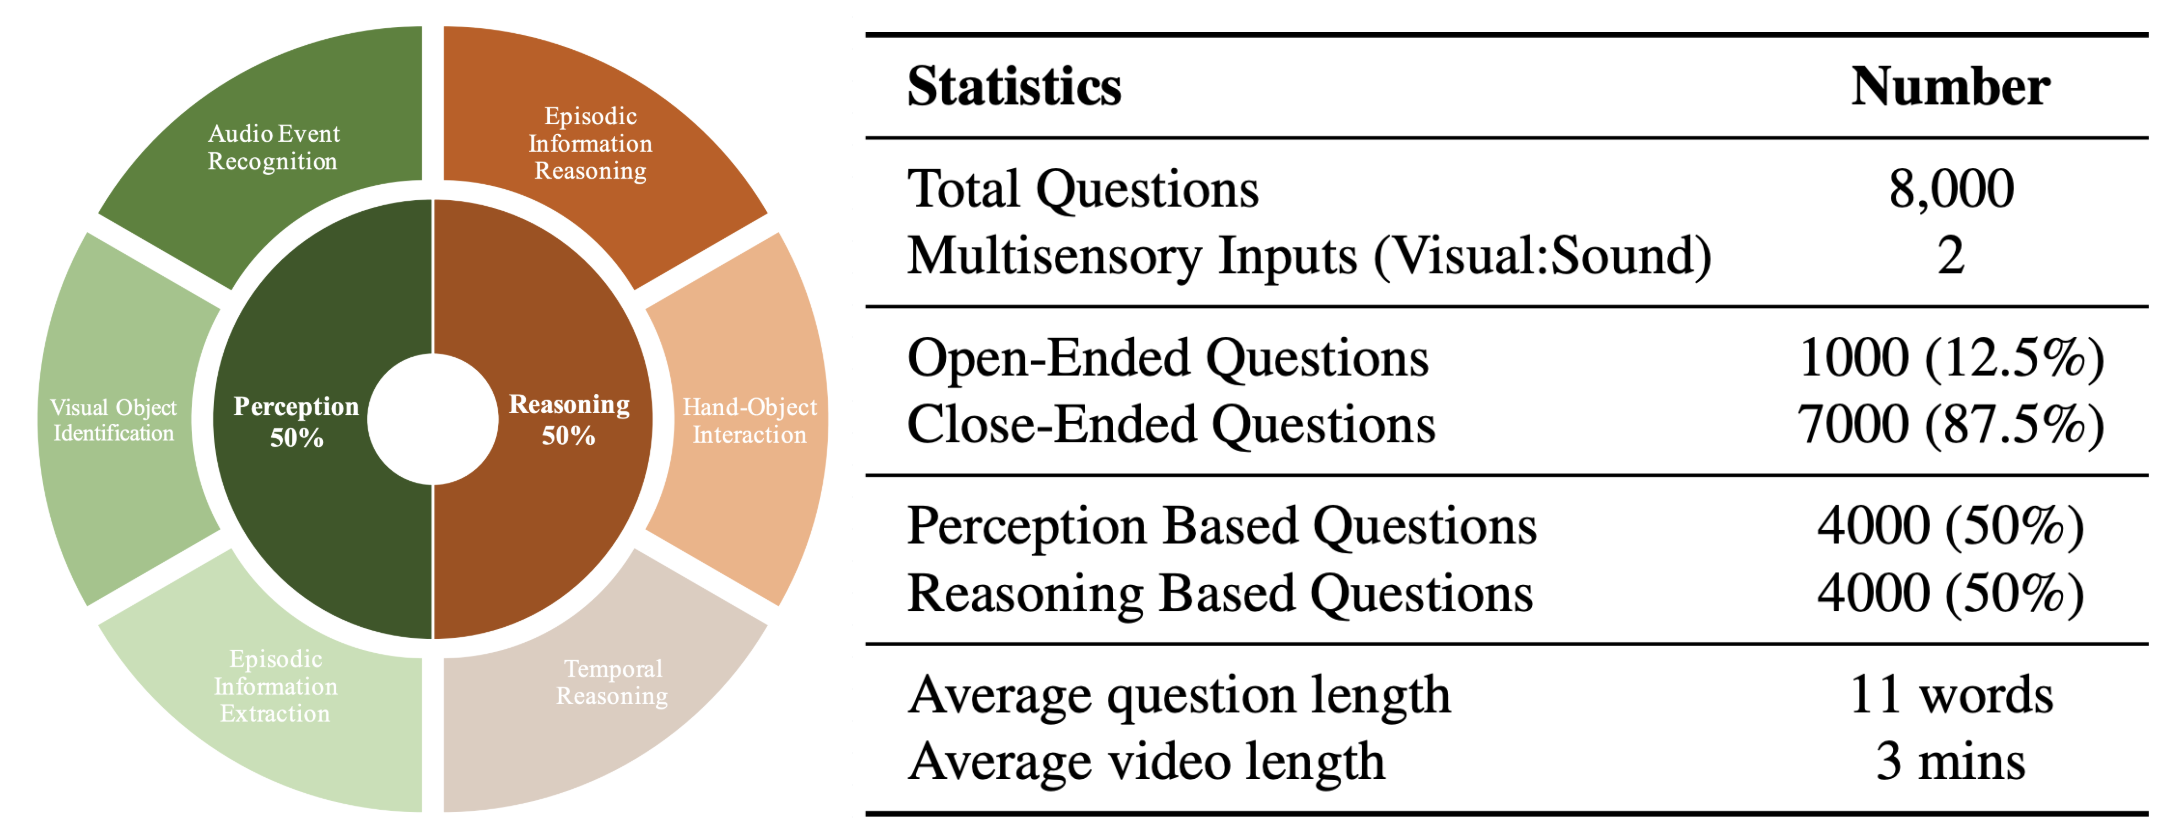 Audio Event
Recognition
Episodic
Information
Reasoning
Visual Object
Identification
Perception
50%
Reasoning
50%
Hand-Object
Interaction
Episodic
Information
Extraction
Temporal
Reasoning
Statistics Number
Total Questions 8,000
Multisensory Inputs (Visual:Sound) 2
Open-Ended Questions 1000 (12.5%)
Close-Ended Questions 7000 (87.5%)
Perception Based Questions 4000 (50%)
Reasoning Based Questions 4000 (50%)
Average question length 11 words
Average video length 3 mins